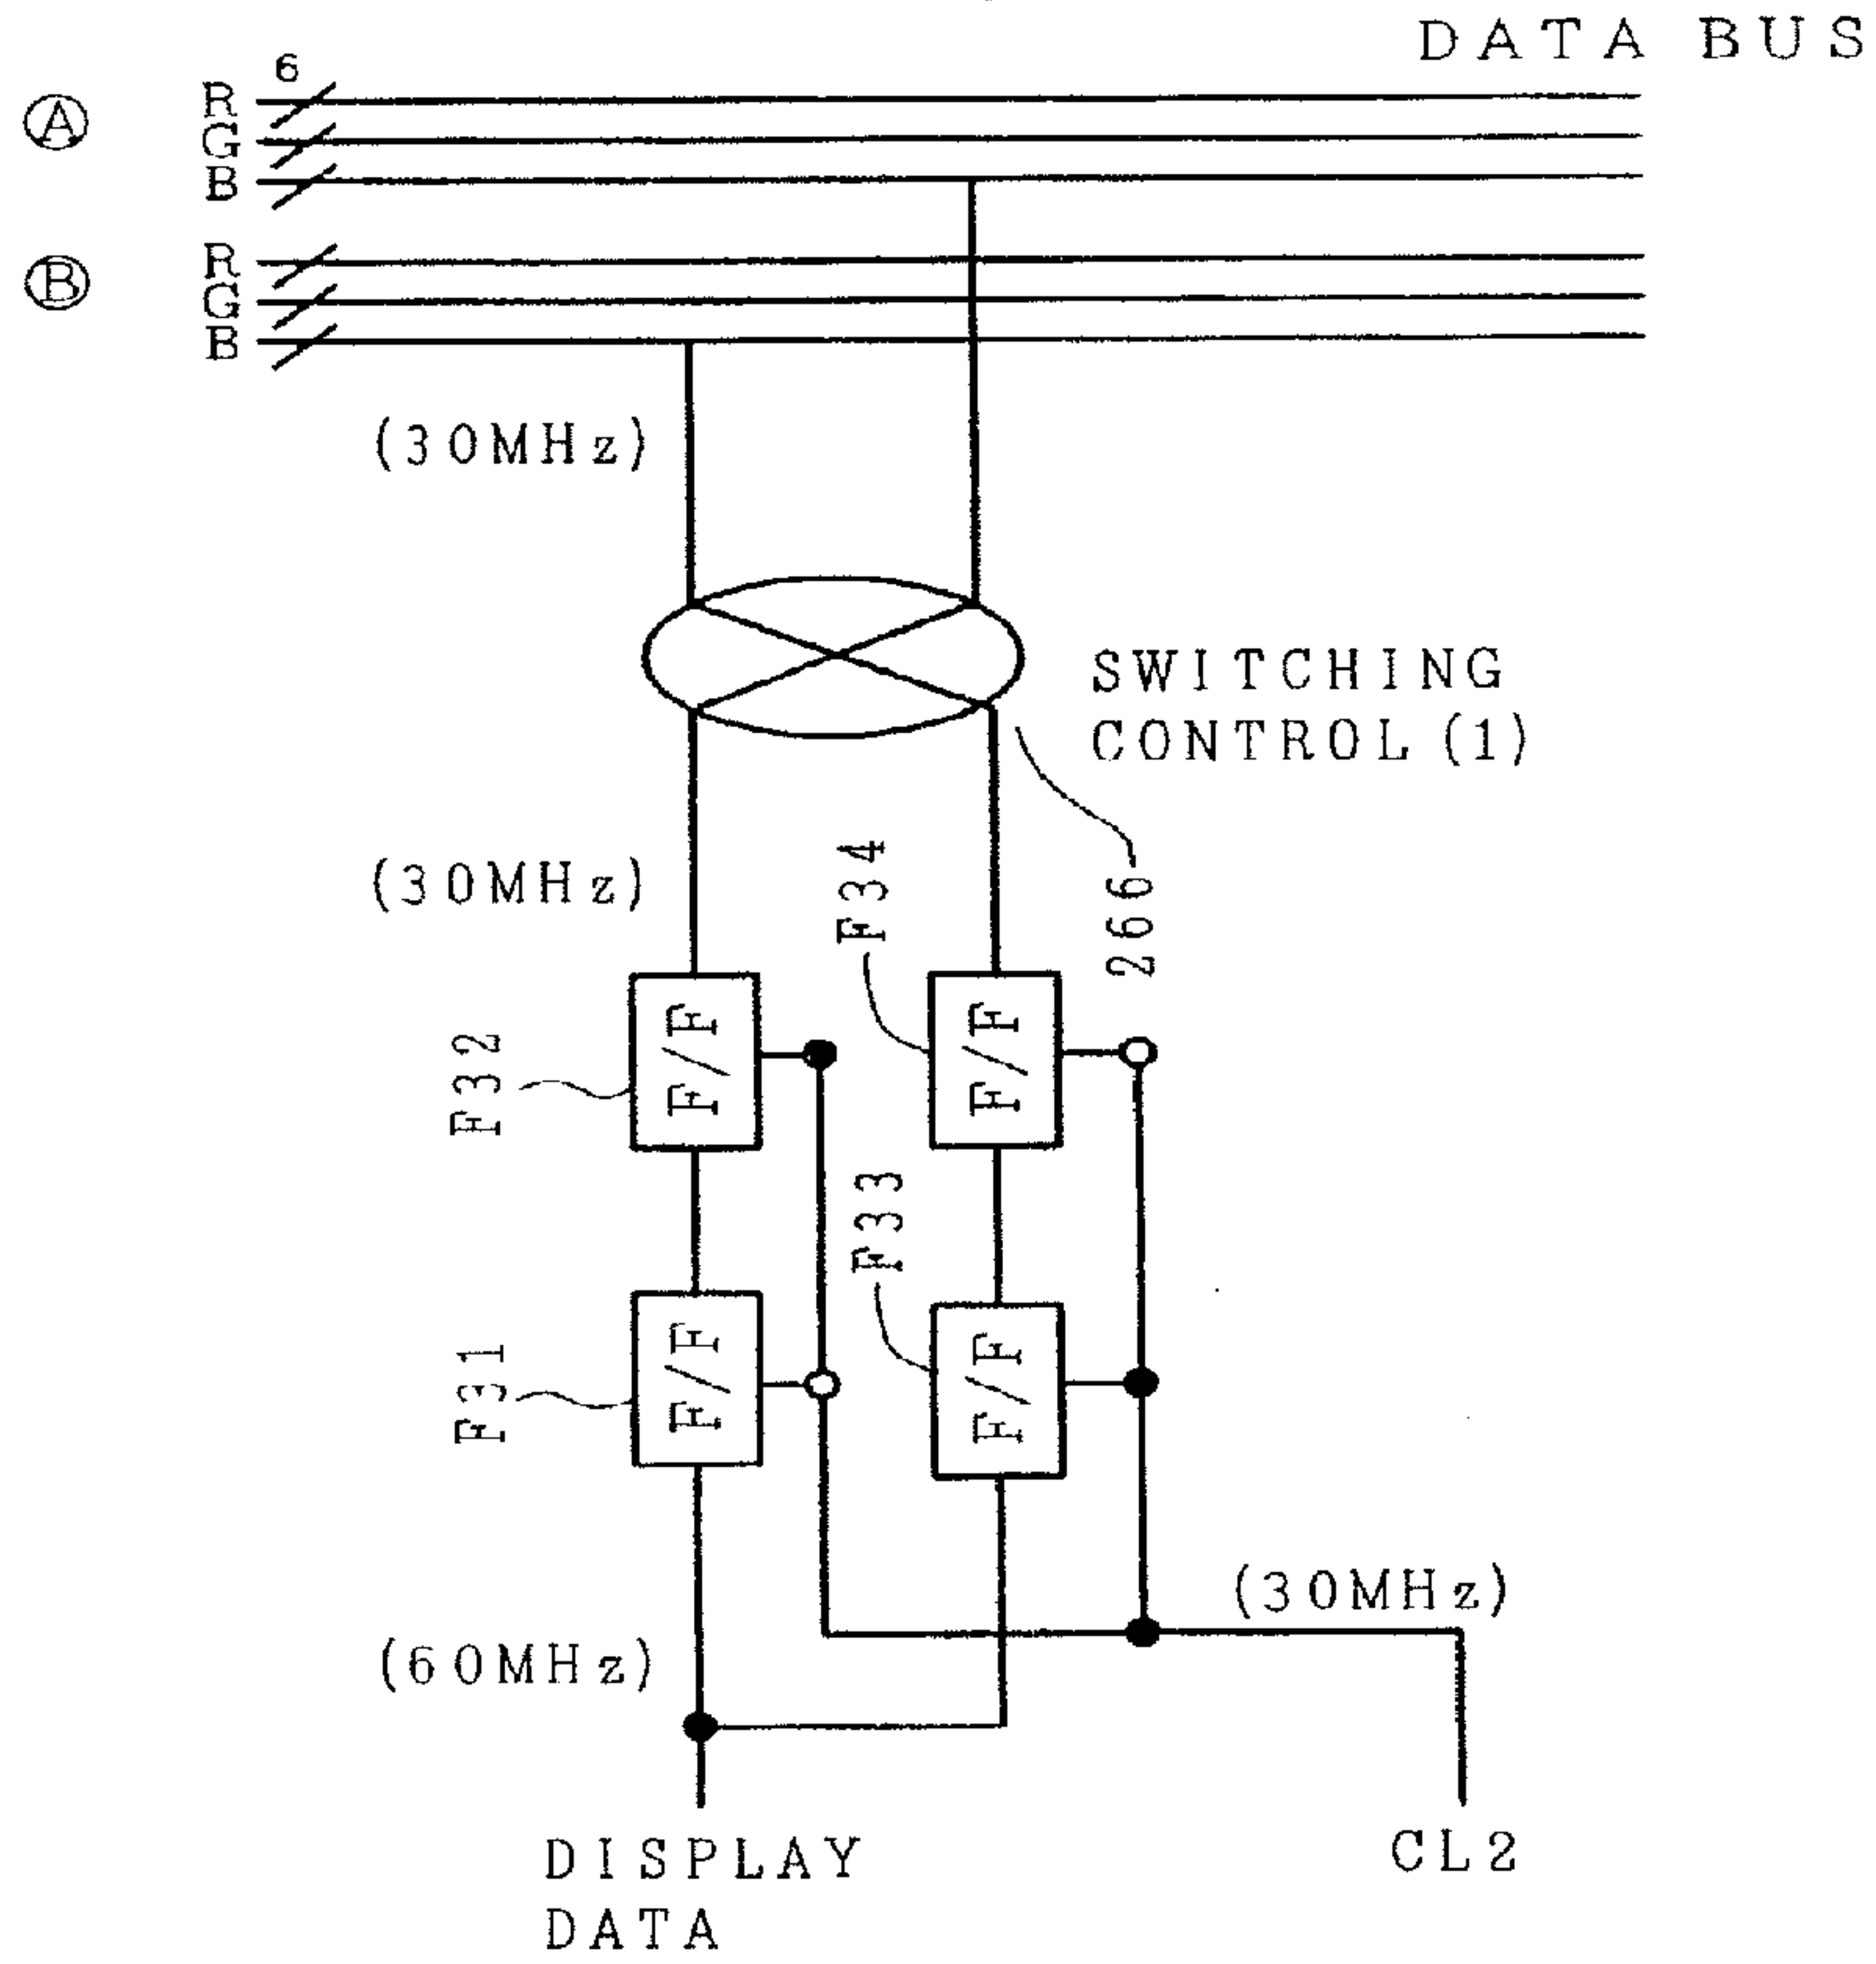 DATA BUS
6
A
R
G
B
B
R
G
B
(30MHz)
SWITCHING
CONTROL (1)
(30MHz)
F34
266
F/F
F/F
F32
F33
F/F
F/F
F31
(30MHz)
(60MHz)
DISPLAY
DATA
CL2